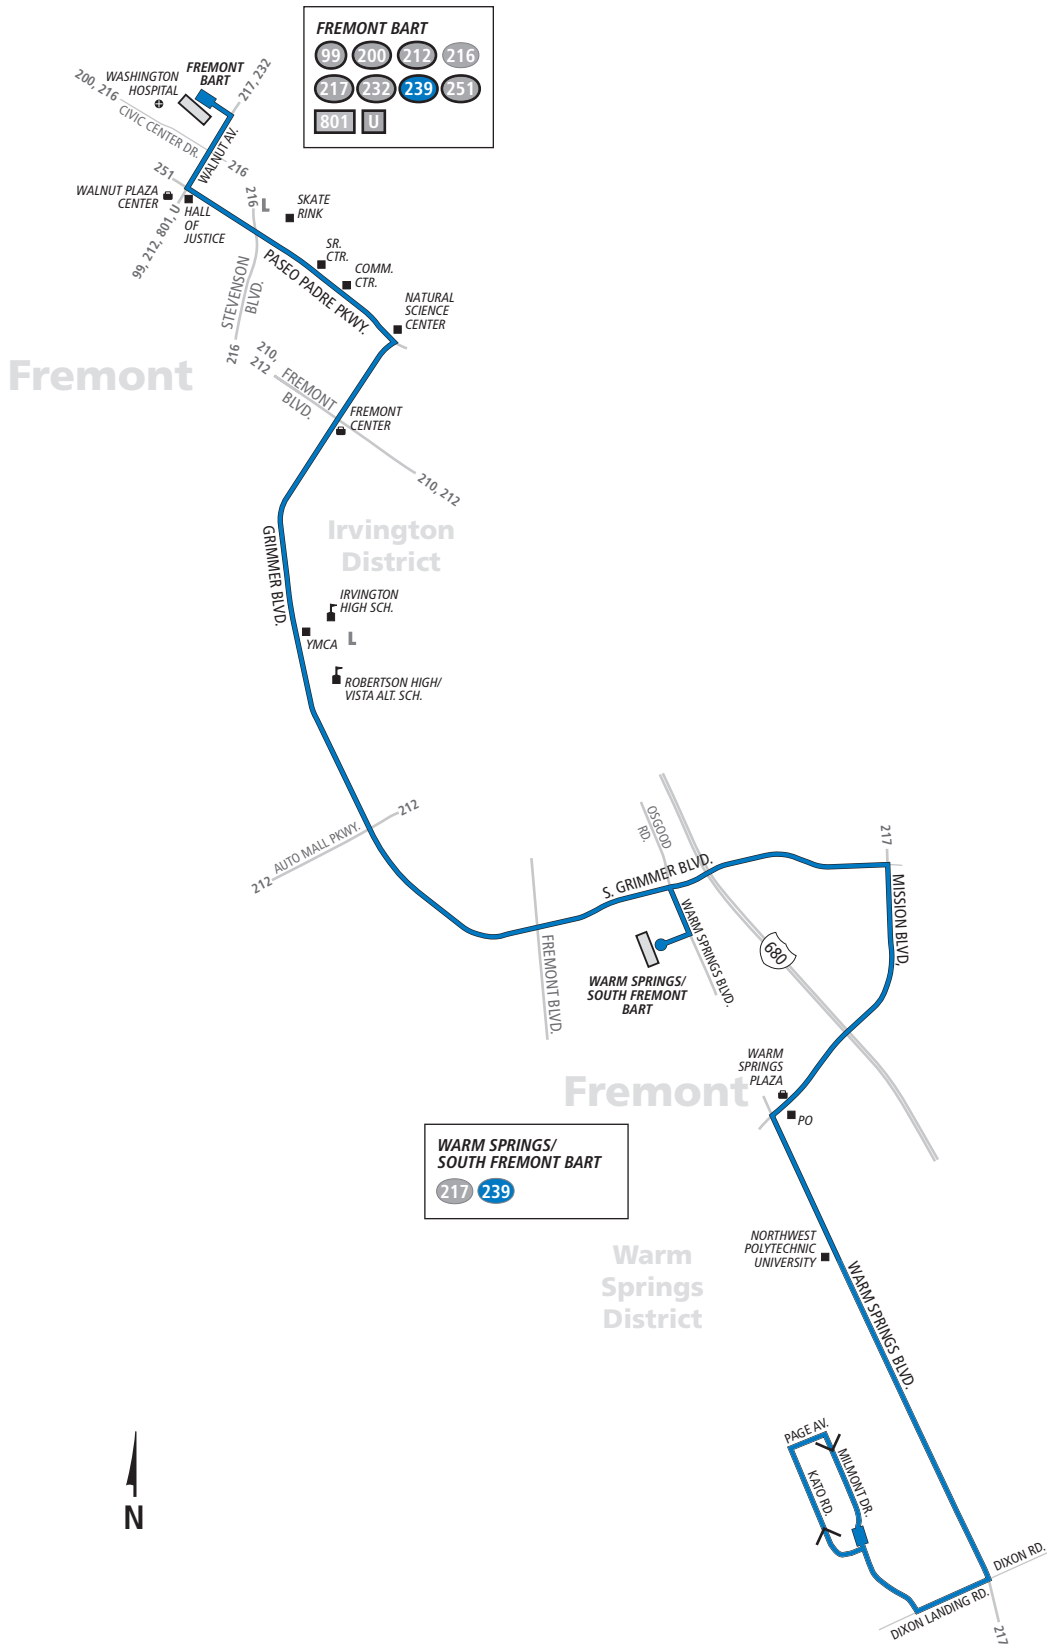 FREMONT BART
99 200 212 216
217 232 239 251
801 U
WASHINGTON
HOSPITAL
FREMONT
BART
200, 216
217, 232
CIVIC CENTER DR.
WALNUT AV.
216
251
216
WALNUT PLAZA
CENTER
HALL
OF
JUSTICE
L
SKATE
RINK
99, 212, 801, U
SR.
CTR.
COMM.
CTR.
STEVENSON
BLVD.
PASEO PADRE PKWY.
NATURAL
SCIENCE
CENTER
216
210,
212
Fremont
FREMONT
BLVD.
FREMONT
CENTER
210, 212
GRIMMER BLVD.
Irvington
District
IRVINGTON
HIGH SCH.
YMCA
L
ROBERTSON HIGH/
VISTA ALT. SCH.
212
AUTO MALL PKWY.
212
OSGOOD
RD.
217
S. GRIMMER BLVD.
MISSION BLVD,
WARM SPRINGS BLVD.
FREMONT BLVD.
680
WARM SPRINGS/
SOUTH FREMONT
BART
WARM
SPRINGS
PLAZA
Fremont
PO
WARM SPRINGS/
SOUTH FREMONT BART
217 239
NORTHWEST
POLYTECHNIC
UNIVERSITY
Warm
Springs
District
WARM SPRINGS BLVD.
PAGE AV.
MILMONT DR.
KATO RD.
N
DIXON RD.
DIXON LANDING RD.
217